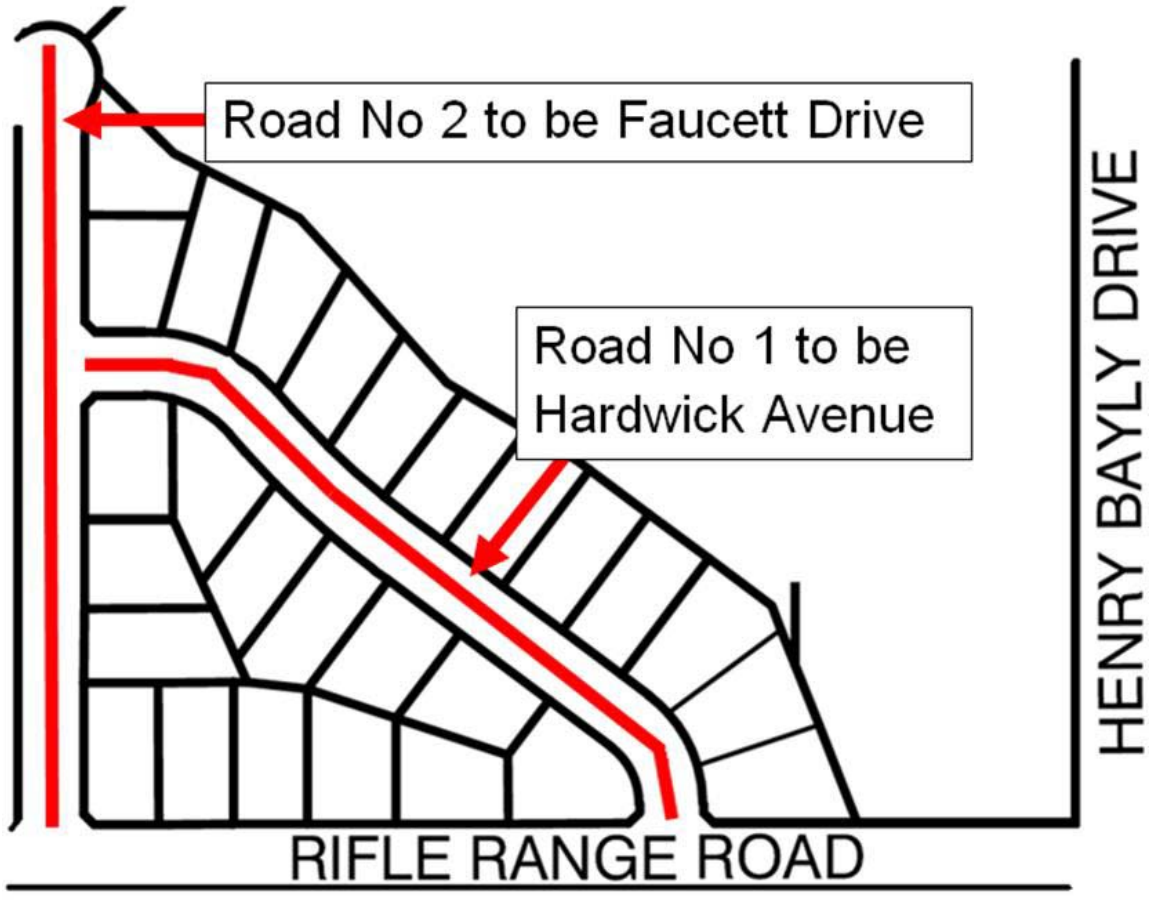 Road No 2 to be Faucett Drive
Road No 1 to be
Hardwick Avenue
HENRY BAYLY DRIVE
RIFLE RANGE ROAD